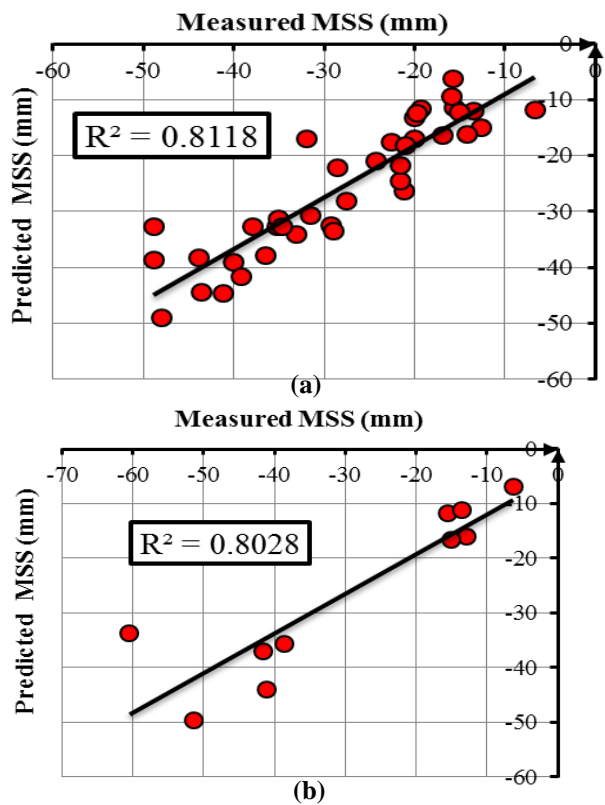 Measured MSS (mm)
-60 -50 -40 -30 -20 -10 0
0
-10
-20
-30
-40
-50
-60
R² = 0.8118
Predicted MSS (mm)
(a)
Measured MSS (mm)
-70 -60 -50 -40 -30 -20 -10 0
0
-10
-20
-30
-40
-50
-60
R² = 0.8028
Predicted MSS (mm)
(b)